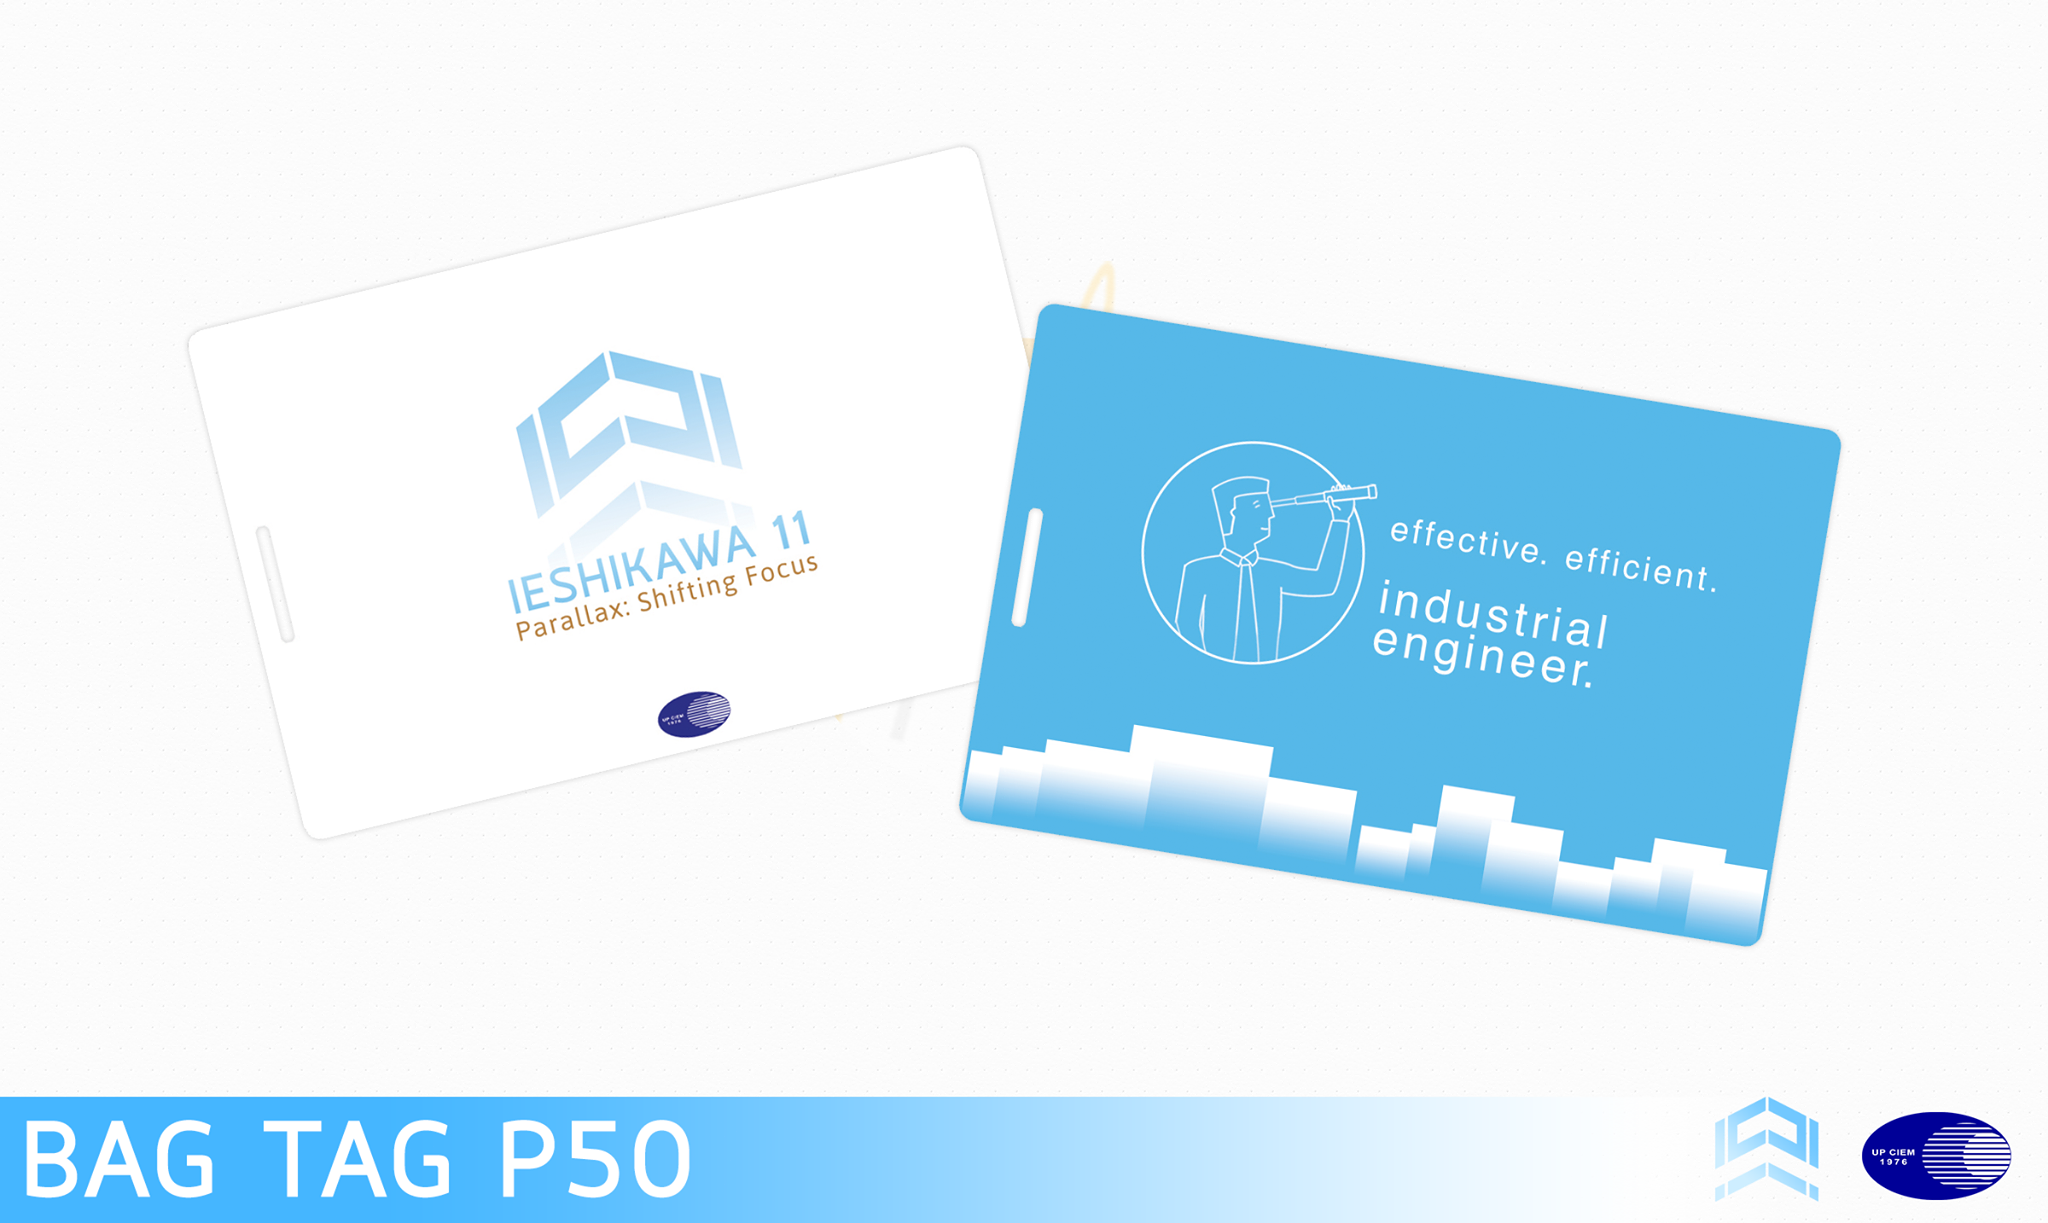 IESHIKAWA 11
Parallax: Shifting Focus
UP CIEM
1976
effective. efficient.
industrial
engineer.
BAG TAG P50
UP CIEM
1976